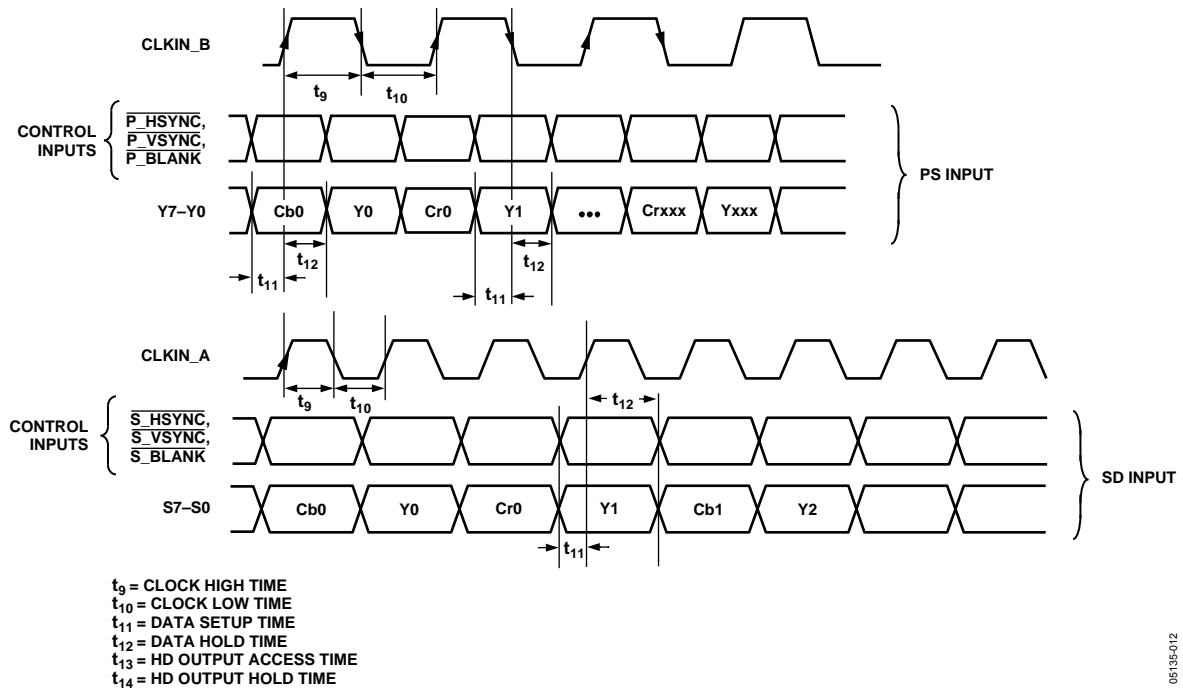 CLKIN_B
t9
t10
CONTROL
INPUTS
P_HSYNC,
P_VSYNC,
P_BLANK
PS INPUT
Y7–Y0
Cb0
Y0
Cr0
Y1
•••
Crxxx
Yxxx
t12
t12
t11
t11
CLKIN_A
t9
t10
t12
CONTROL
INPUTS
S_HSYNC,
S_VSYNC,
S_BLANK
SD INPUT
S7–S0
Cb0
Y0
Cr0
Y1
Cb1
Y2
t11
t9 = CLOCK HIGH TIME
t10 = CLOCK LOW TIME
t11 = DATA SETUP TIME
t12 = DATA HOLD TIME
t13 = HD OUTPUT ACCESS TIME
t14 = HD OUTPUT HOLD TIME
05135-012